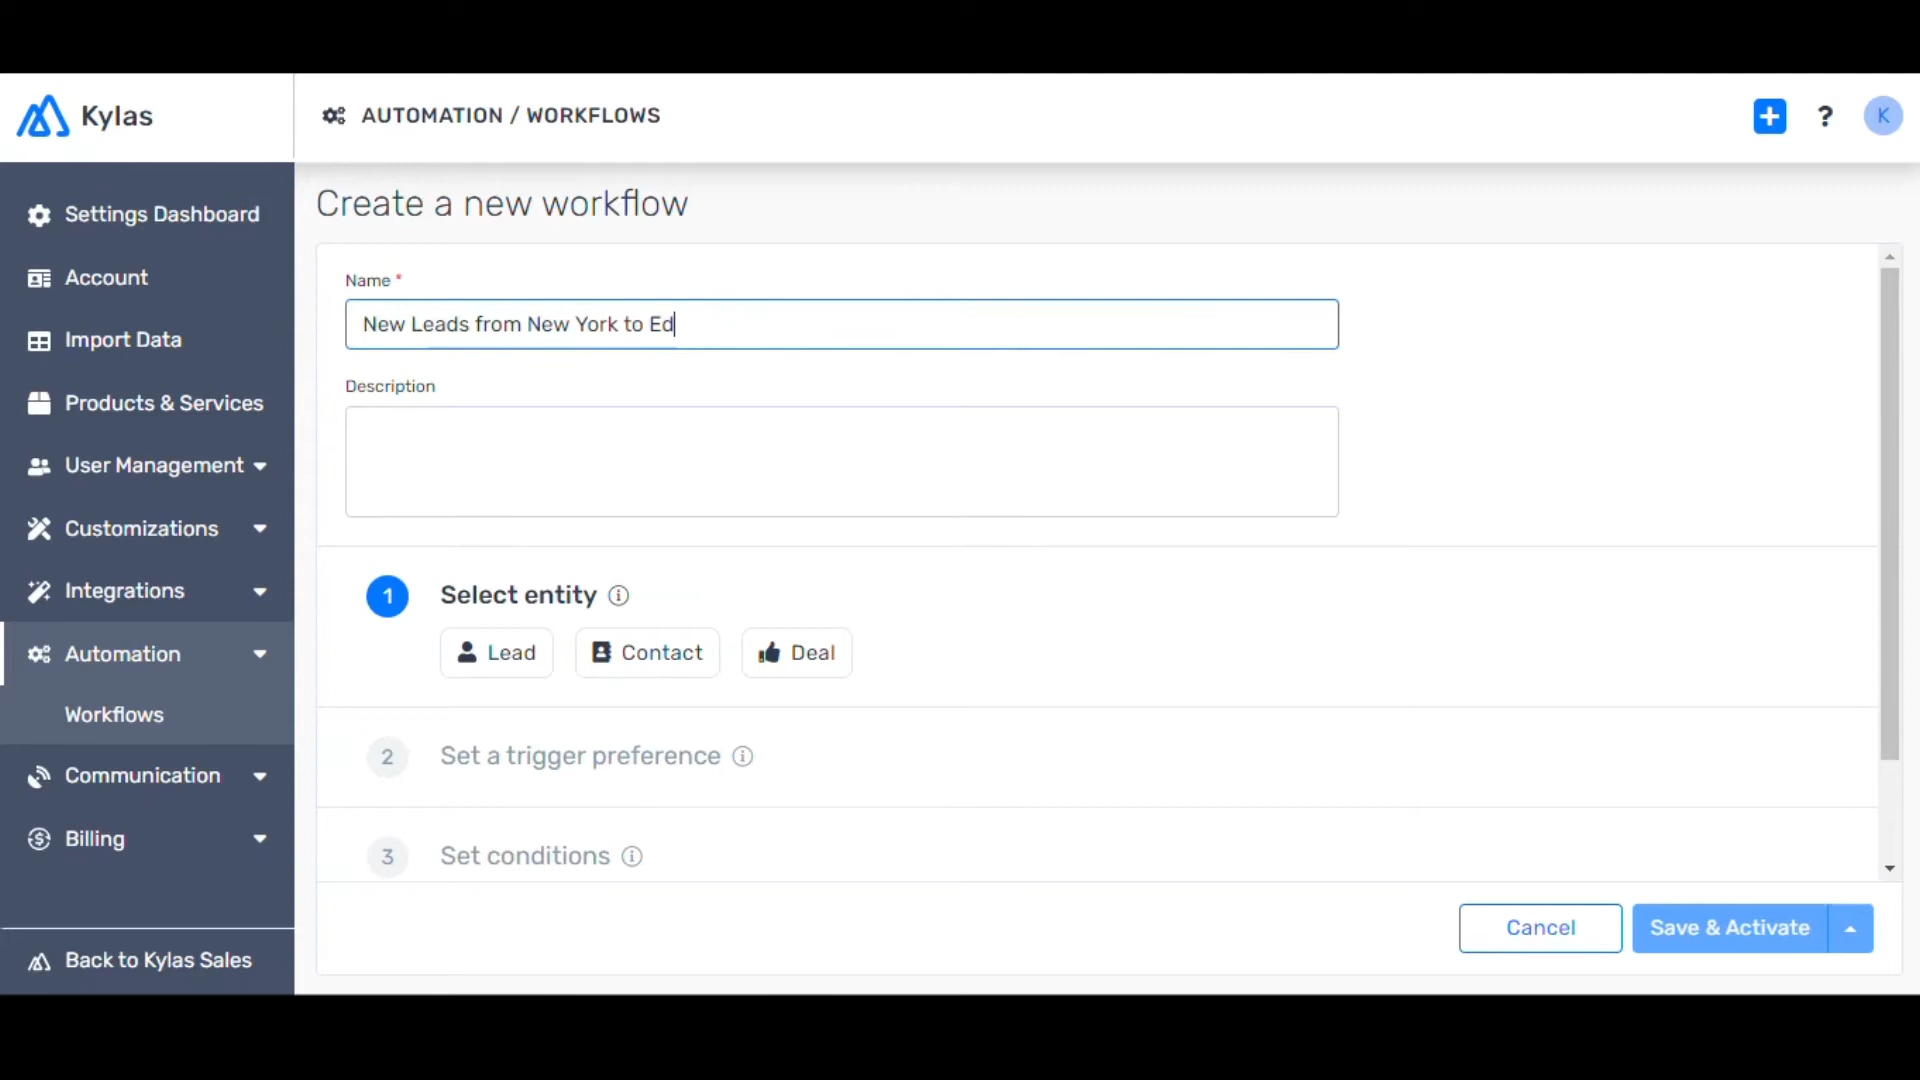 Kylas
AUTOMATION / WORKFLOWS
?
K
Settings Dashboard
Account
Import Data
Products & Services
User Management
Customizations
Integrations
Automation
Workflows
Communication
Billing
Back to Kylas Sales
Create a new workflow
Name *
New Leads from New York to Ed
Description
1 Select entity
Lead Contact Deal
2 Set a trigger preference
3 Set conditions
Cancel Save & Activate